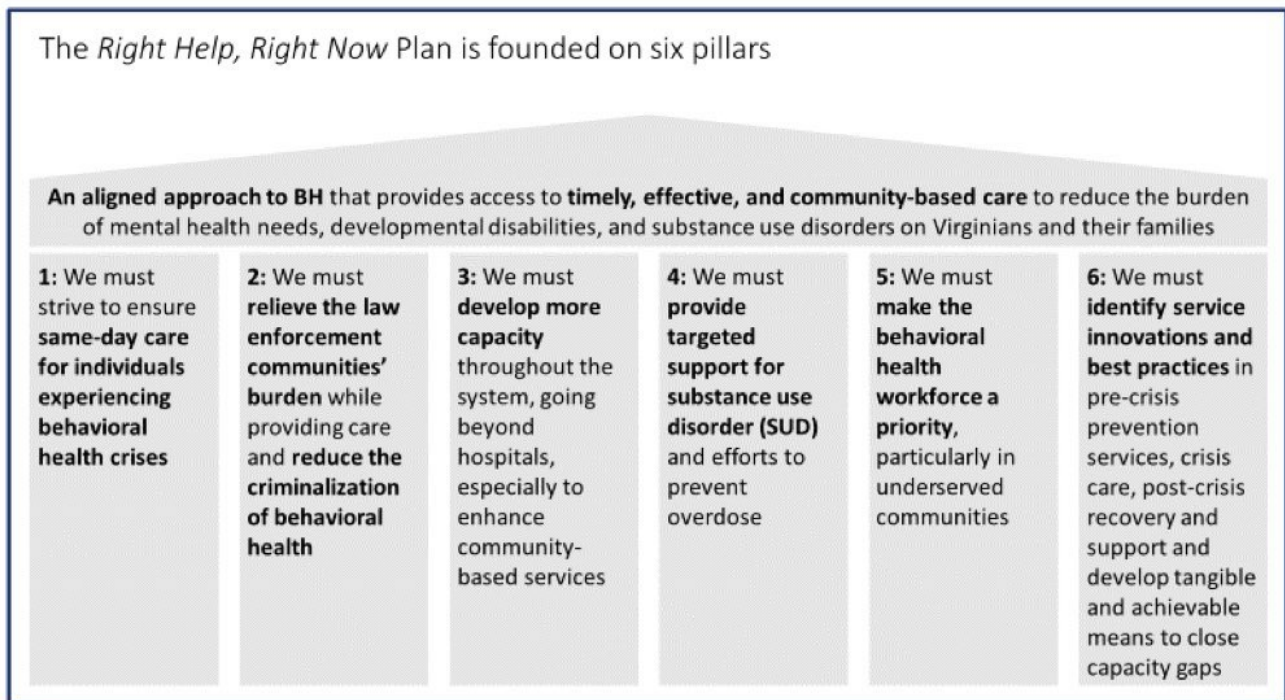 The Right Help, Right Now Plan is founded on six pillars
An aligned approach to BH that provides access to timely, effective, and community-based care to reduce the burden
of mental health needs, developmental disabilities, and substance use disorders on Virginians and their families
1: We must
strive to ensure
same-day care
for individuals
experiencing
behavioral
health crises
2: We must
relieve the law
enforcement
communities'
burden while
providing care
and reduce the
criminalization
of behavioral
health
3: We must
develop more
capacity
throughout the
system, going
beyond
hospitals,
especially to
enhance
community-
based services
4: We must
provide
targeted
support for
substance use
disorder (SUD)
and efforts to
prevent
overdose
5: We must
make the
behavioral
health
workforce a
priority,
particularly in
underserved
communities
6: We must
identify service
innovations and
best practices in
pre-crisis
prevention
services, crisis
care, post-crisis
recovery and
support and
develop tangible
and achievable
means to close
capacity gaps